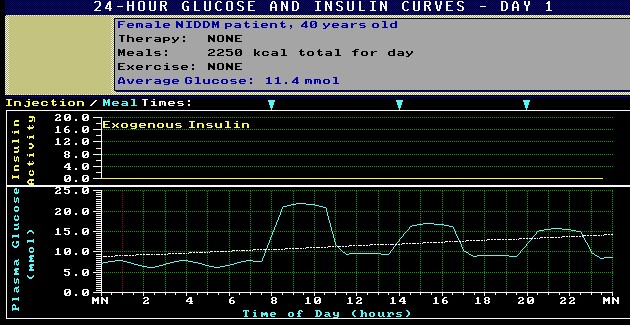 24-HOUR GLUCOSE AND INSULIN CURVES - DAY 1
Female NIDDM patient, 40 years old
Therapy: NONE
Meals: 2250 kcal total for day
Exercise: NONE
Average Glucose: 11.4 mmol
Injection / Meal Times:
Insulin Activity
20.0
16.0
12.0
8.0
4.0
0.0
Exogenous Insulin
Plasma Glucose (mmol)
25.0
20.0
15.0
10.0
5.0
0.0
MN 2 4 6 8 10 12 14 16 18 20 22 MN
Time of Day (hours)